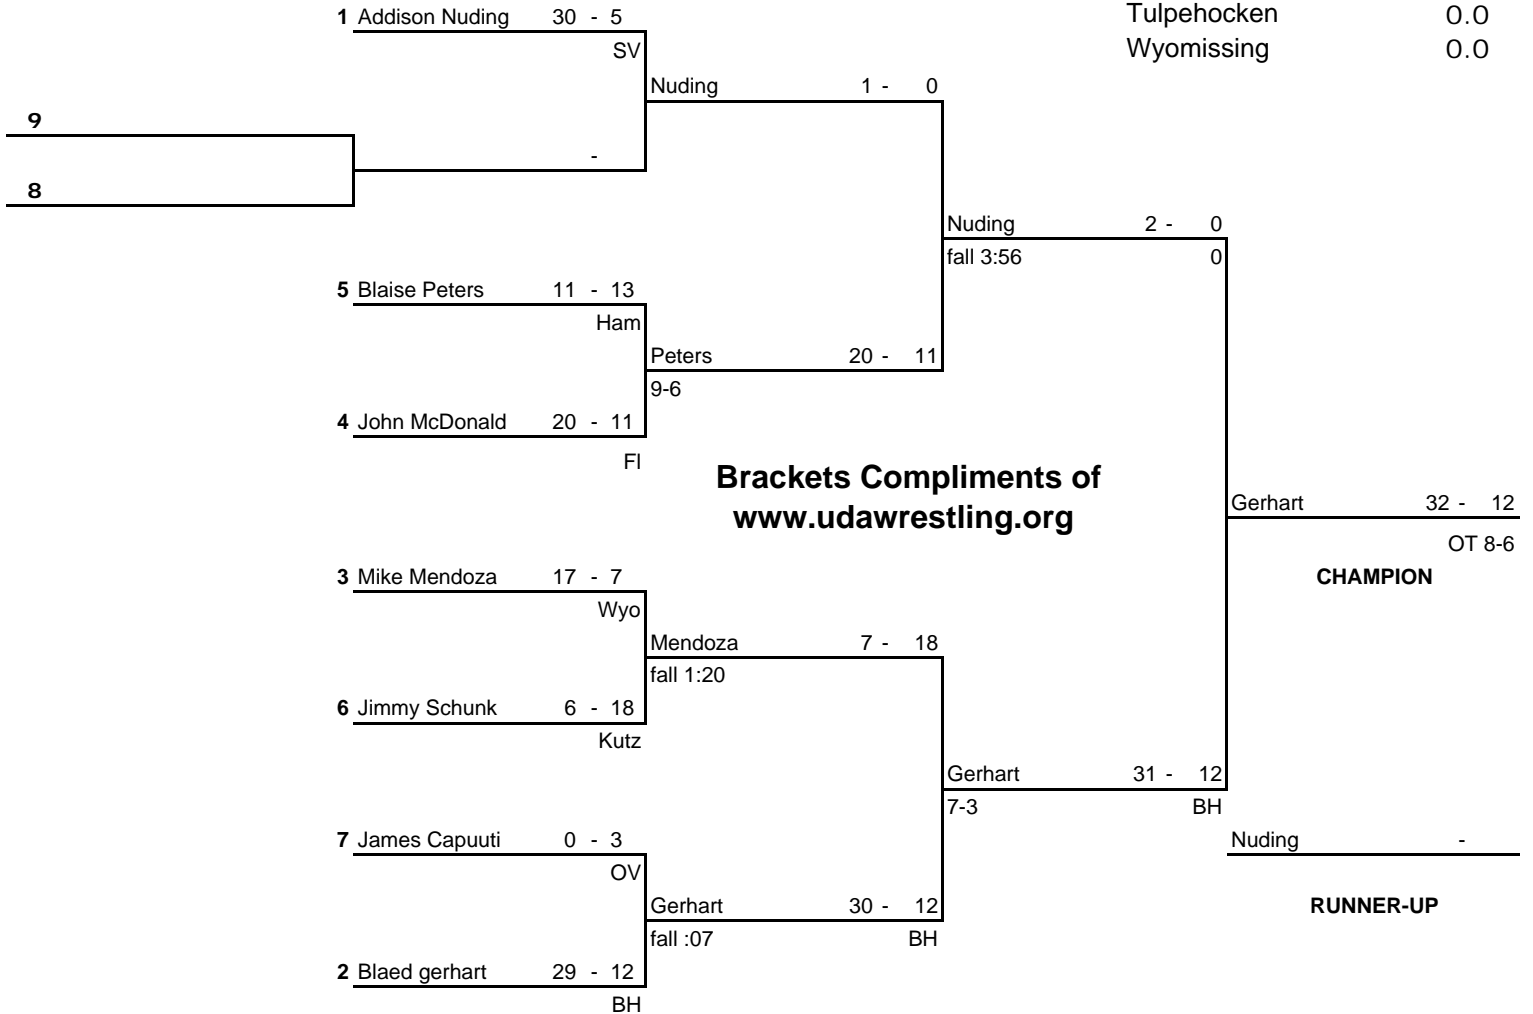 1 Addison Nuding 30 - 5
Tulpehocken 0.0
SV
Wyomissing 0.0
Nuding 1 - 0
9
-
8
Nuding 2 - 0
fall 3:56 0
5 Blaise Peters 11 - 13
Ham
Peters 20 - 11
9-6
4 John McDonald 20 - 11
Fl
Brackets Compliments of
www.udawrestling.org
Gerhart 32 - 12
OT 8-6
CHAMPION
3 Mike Mendoza 17 - 7
Wyo
Mendoza 7 - 18
fall 1:20
6 Jimmy Schunk 6 - 18
Kutz
Gerhart 31 - 12
7-3 BH
7 James Capuuti 0 - 3
OV
Nuding -
Gerhart 30 - 12
RUNNER-UP
fall :07 BH
2 Blaed gerhart 29 - 12
BH